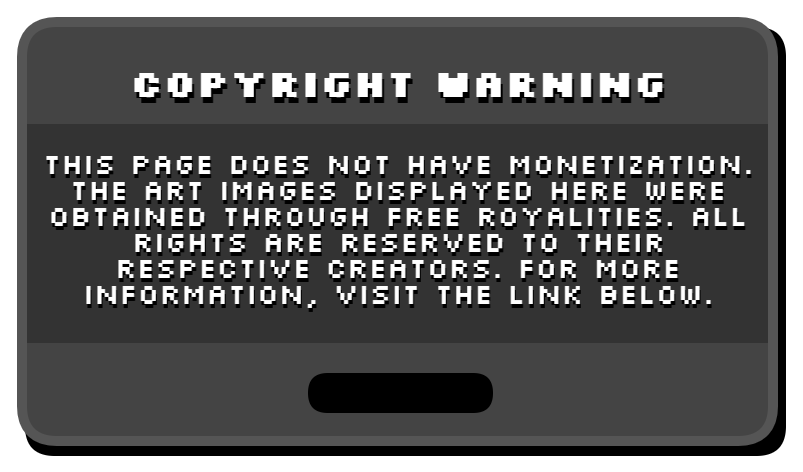 COPYRIGHT WARNING
THIS PAGE DOES NOT HAVE MONETIZATION.
THE ART IMAGES DISPLAYED HERE WERE
OBTAINED THROUGH FREE ROYALITIES. ALL
RIGHTS ARE RESERVED TO THEIR
RESPECTIVE CREATORS. FOR MORE
INFORMATION, VISIT THE LINK BELOW.